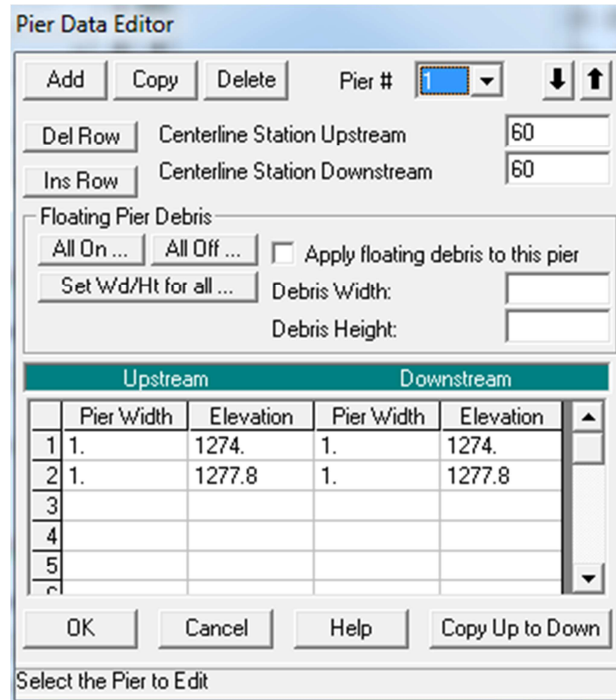 Pier Data Editor
Add Copy Delete Pier # 1
Del Row Centerline Station Upstream 60
Ins Row Centerline Station Downstream 60
Floating Pier Debris
All On ... All Off ... Apply floating debris to this pier
Set Wd/Ht for all ... Debris Width:
Debris Height:
Upstream Downstream
Pier Width Elevation Pier Width Elevation
1 1. 1274. 1. 1274.
2 1. 1277.8 1. 1277.8
3
4
5
OK Cancel Help Copy Up to Down
Select the Pier to Edit